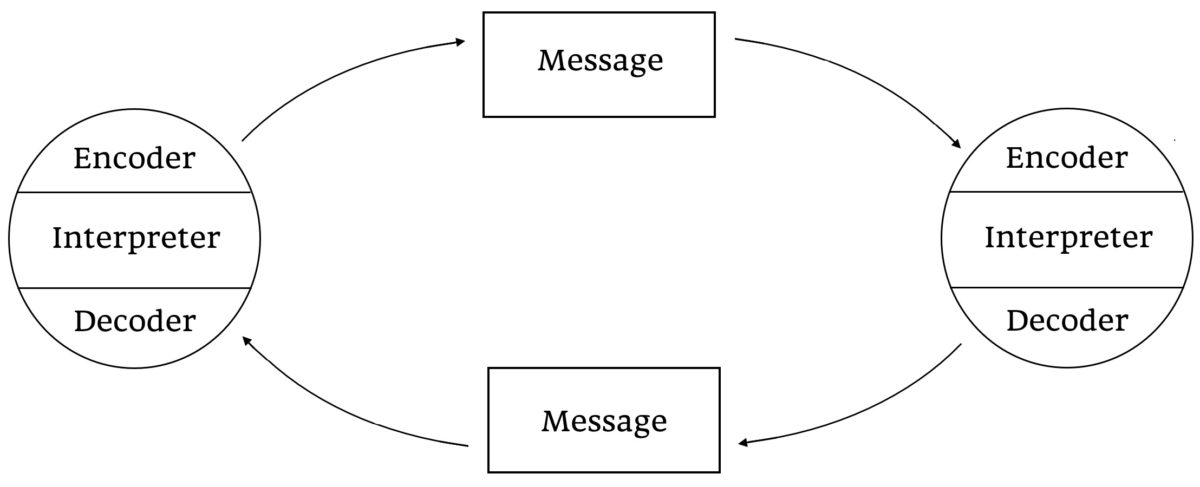 Message
Encoder
Interpreter
Decoder
Encoder
Interpreter
Decoder
Message